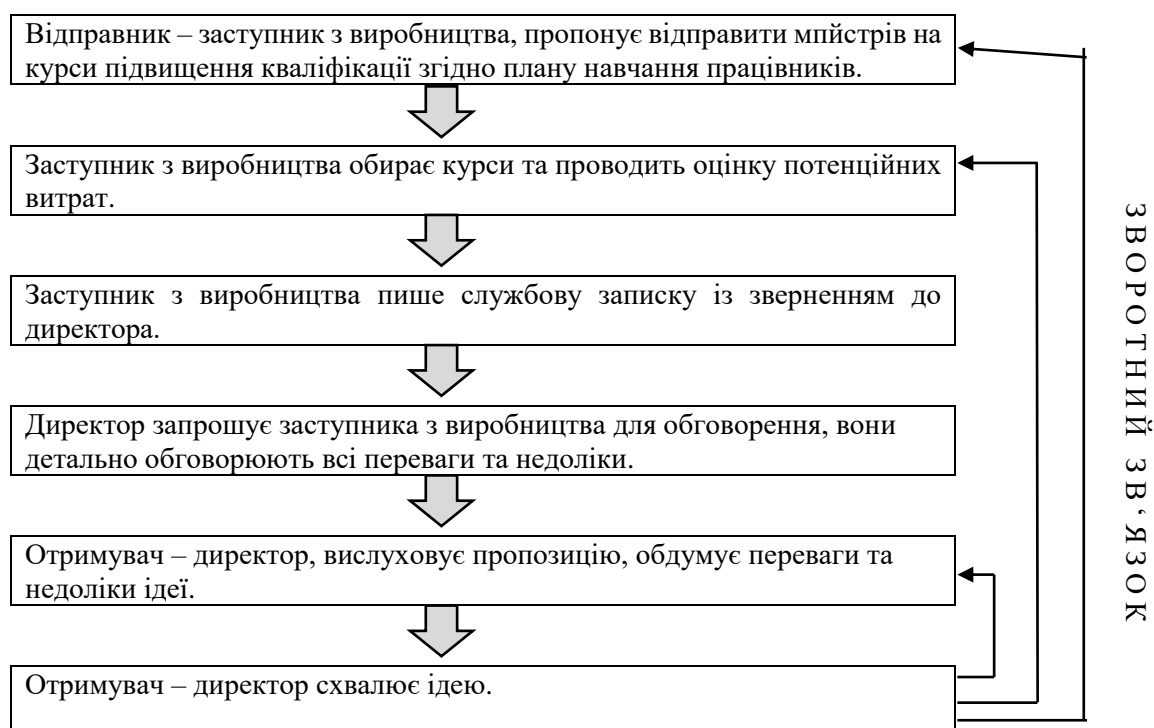 Відправник – заступник з виробництва, пропонує відправити мпйстрів на
курси підвищення кваліфікації згідно плану навчання працівників.
Заступник з виробництва обирає курси та проводить оцінку потенційних
витрат.
Заступник з виробництва пише службову записку із зверненням до
директора.
Директор запрошує заступника з виробництва для обговорення, вони
детально обговорюють всі переваги та недоліки.
Отримувач – директор, вислуховує пропозицію, обдумує переваги та
недоліки ідеї.
Отримувач – директор схвалює ідею.
ЗВОРОТНИЙ ЗВ‘ЯЗОК